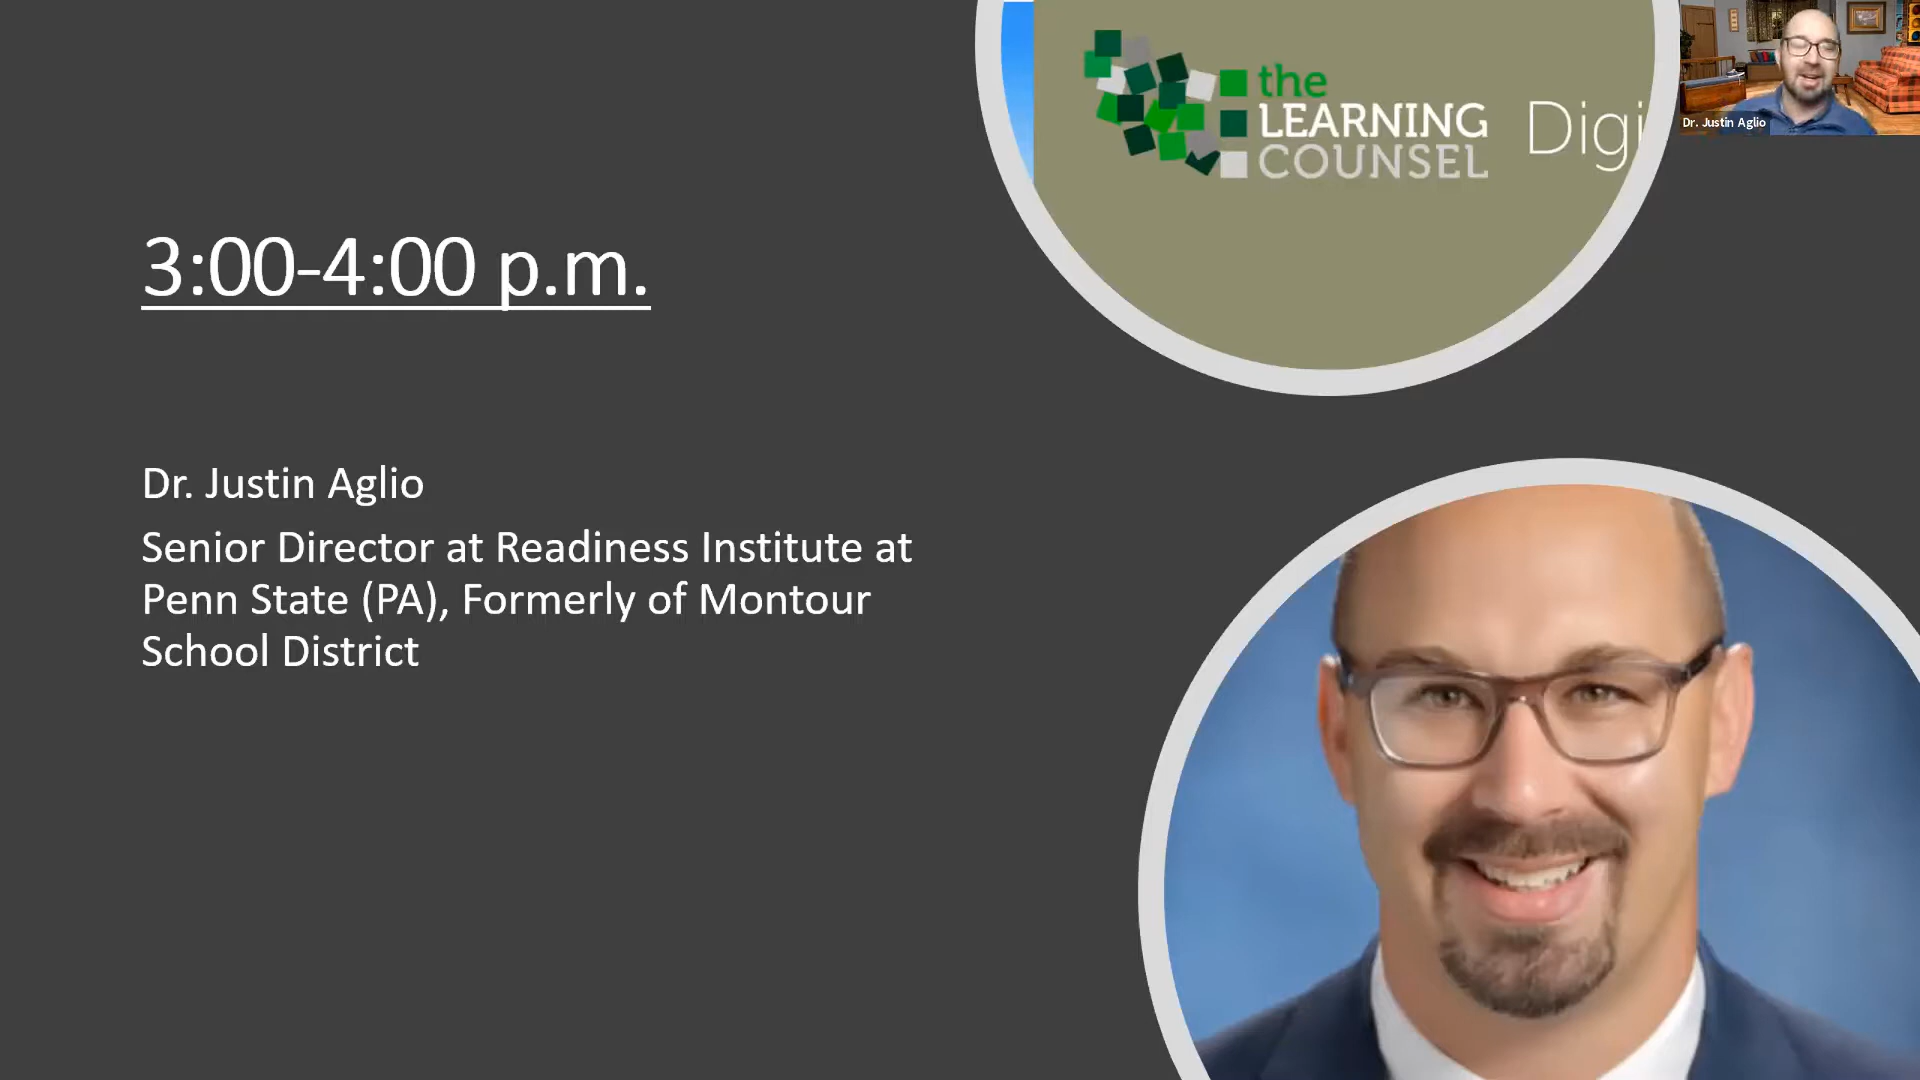 the
LEARNING
COUNSEL
Digi
Dr. Justin Aglio
3:00-4:00 p.m.
Dr. Justin Aglio
Senior Director at Readiness Institute at
Penn State (PA), Formerly of Montour
School District